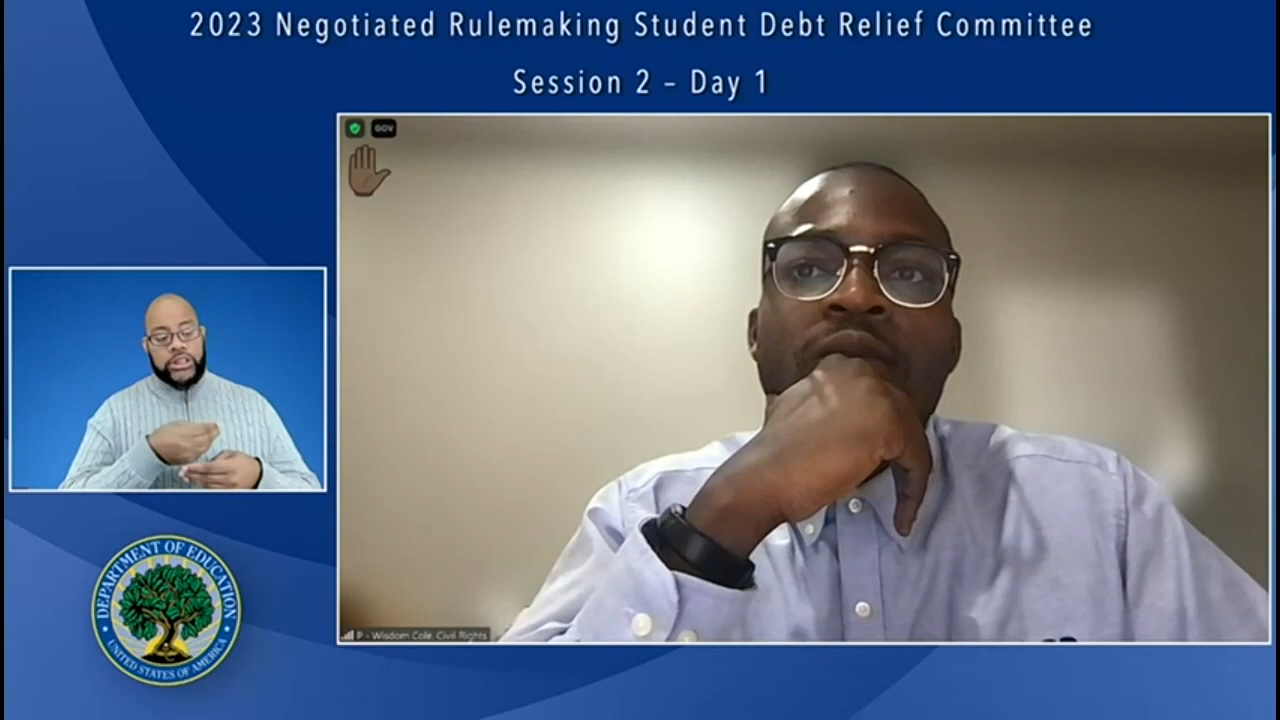 2023 Negotiated Rulemaking Student Debt Relief Committee
Session 2 – Day 1
GOV
P - Wisdom Cole, Civil Rights
DEPARTMENT OF EDUCATION
UNITED STATES OF AMERICA